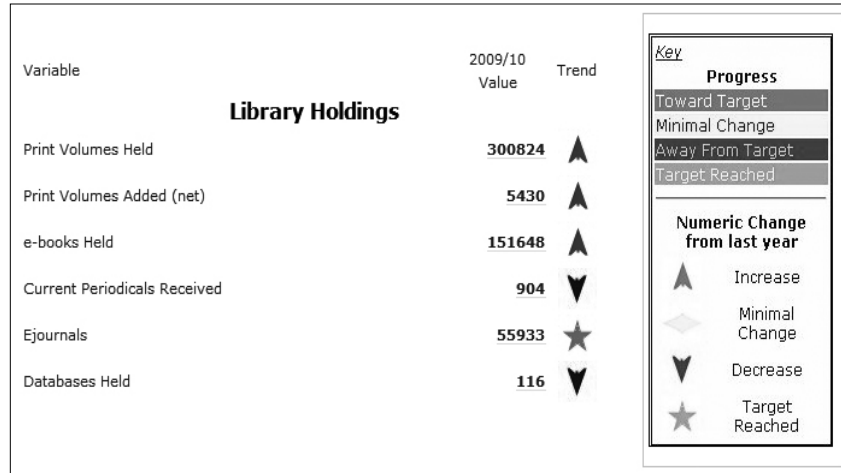 Variable 2009/10 Value Trend
Library Holdings
Print Volumes Held 300824
Print Volumes Added (net) 5430
e-books Held 151648
Current Periodicals Received 904
Ejournals 55933
Databases Held 116
Key
Progress
Toward Target
Minimal Change
Away From Target
Target Reached
Numeric Change
from last year
Increase
Minimal
Change
Decrease
Target
Reached